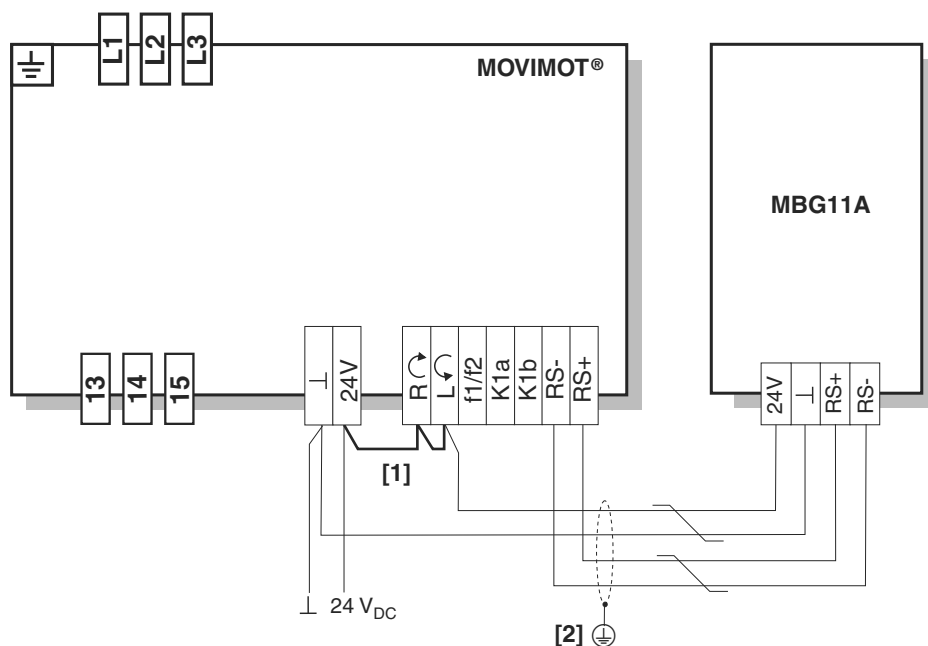 L1
L2
L3
MOVIMOT®
MBG11A
13
14
15
⊥
24V
R
L
f1/f2
K1a
K1b
RS-
RS+
24V
⊥
RS+
RS-
[1]
⊥ 24 VDC
[2]